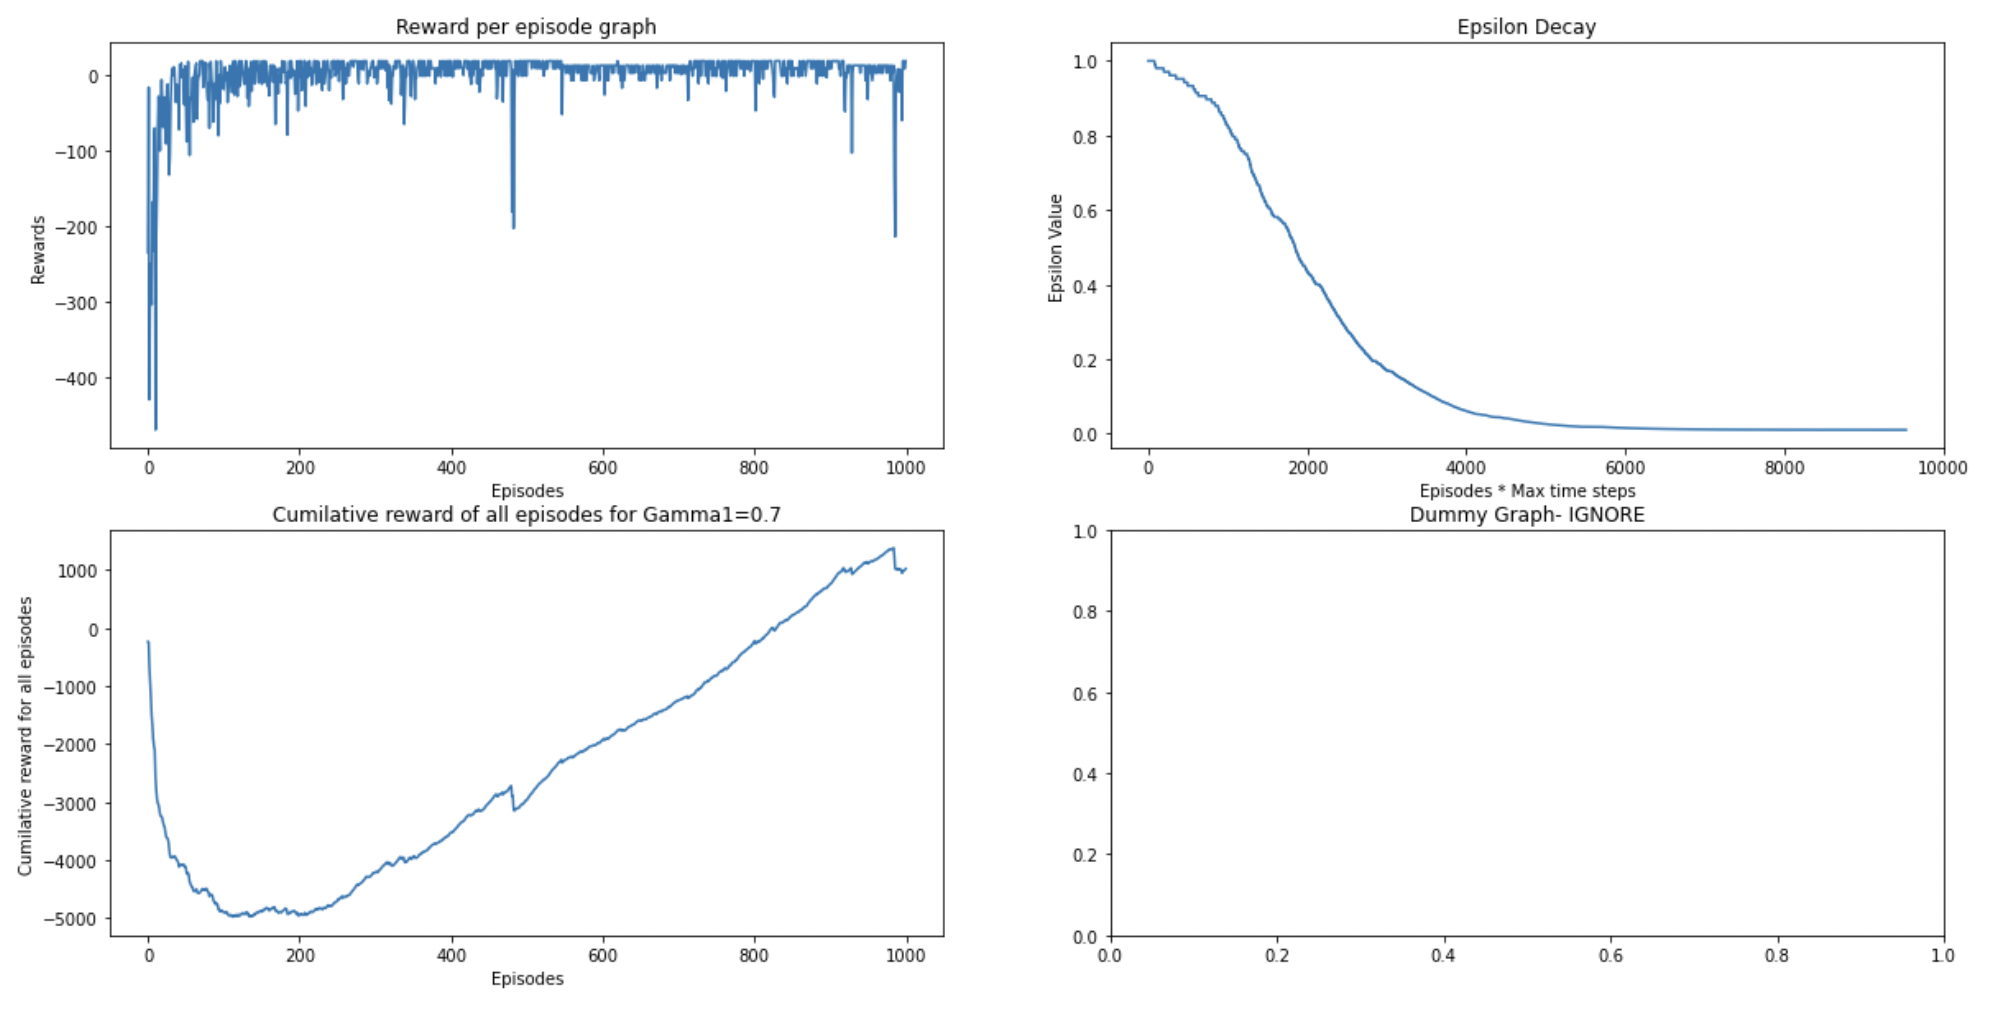 Reward per episode graph
0
−100
−200
−300
−400
Rewards
0 200 400 600 800 1000
Episodes
Epsilon Decay
1.0
0.8
0.6
0.4
0.2
0.0
Epsilon Value
0 2000 4000 6000 8000 10000
Episodes * Max time steps
Cumilative reward of all episodes for Gamma1=0.7
1000
0
−1000
−2000
−3000
−4000
−5000
Cumilative reward for all episodes
0 200 400 600 800 1000
Episodes
Dummy Graph- IGNORE
1.0
0.8
0.6
0.4
0.2
0.0
0.0 0.2 0.4 0.6 0.8 1.0